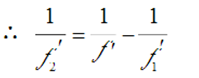 ∴ 1/f₂′ = 1/f′ − 1/f₁′